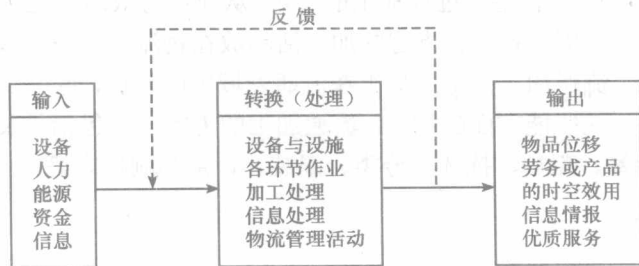 反馈
输入
设备
人力
能源
资金
信息
转换（处理）
设备与设施
各环节作业
加工处理
信息处理
物流管理活动
输出
物品位移
劳务或产品
的时空效用
信息情报
优质服务